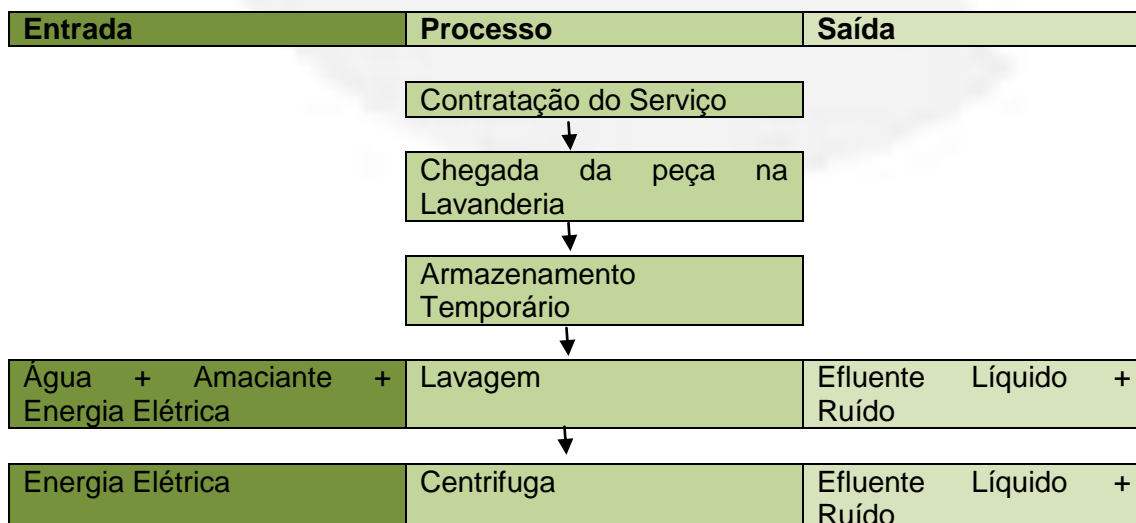 Entrada Processo Saída
Contratação do Serviço
Chegada da peça na
Lavanderia
Armazenamento
Temporário
Água + Amaciante +
Energia Elétrica
Lavagem
Efluente Líquido +
Ruído
Energia Elétrica
Centrifuga
Efluente Líquido +
Ruído